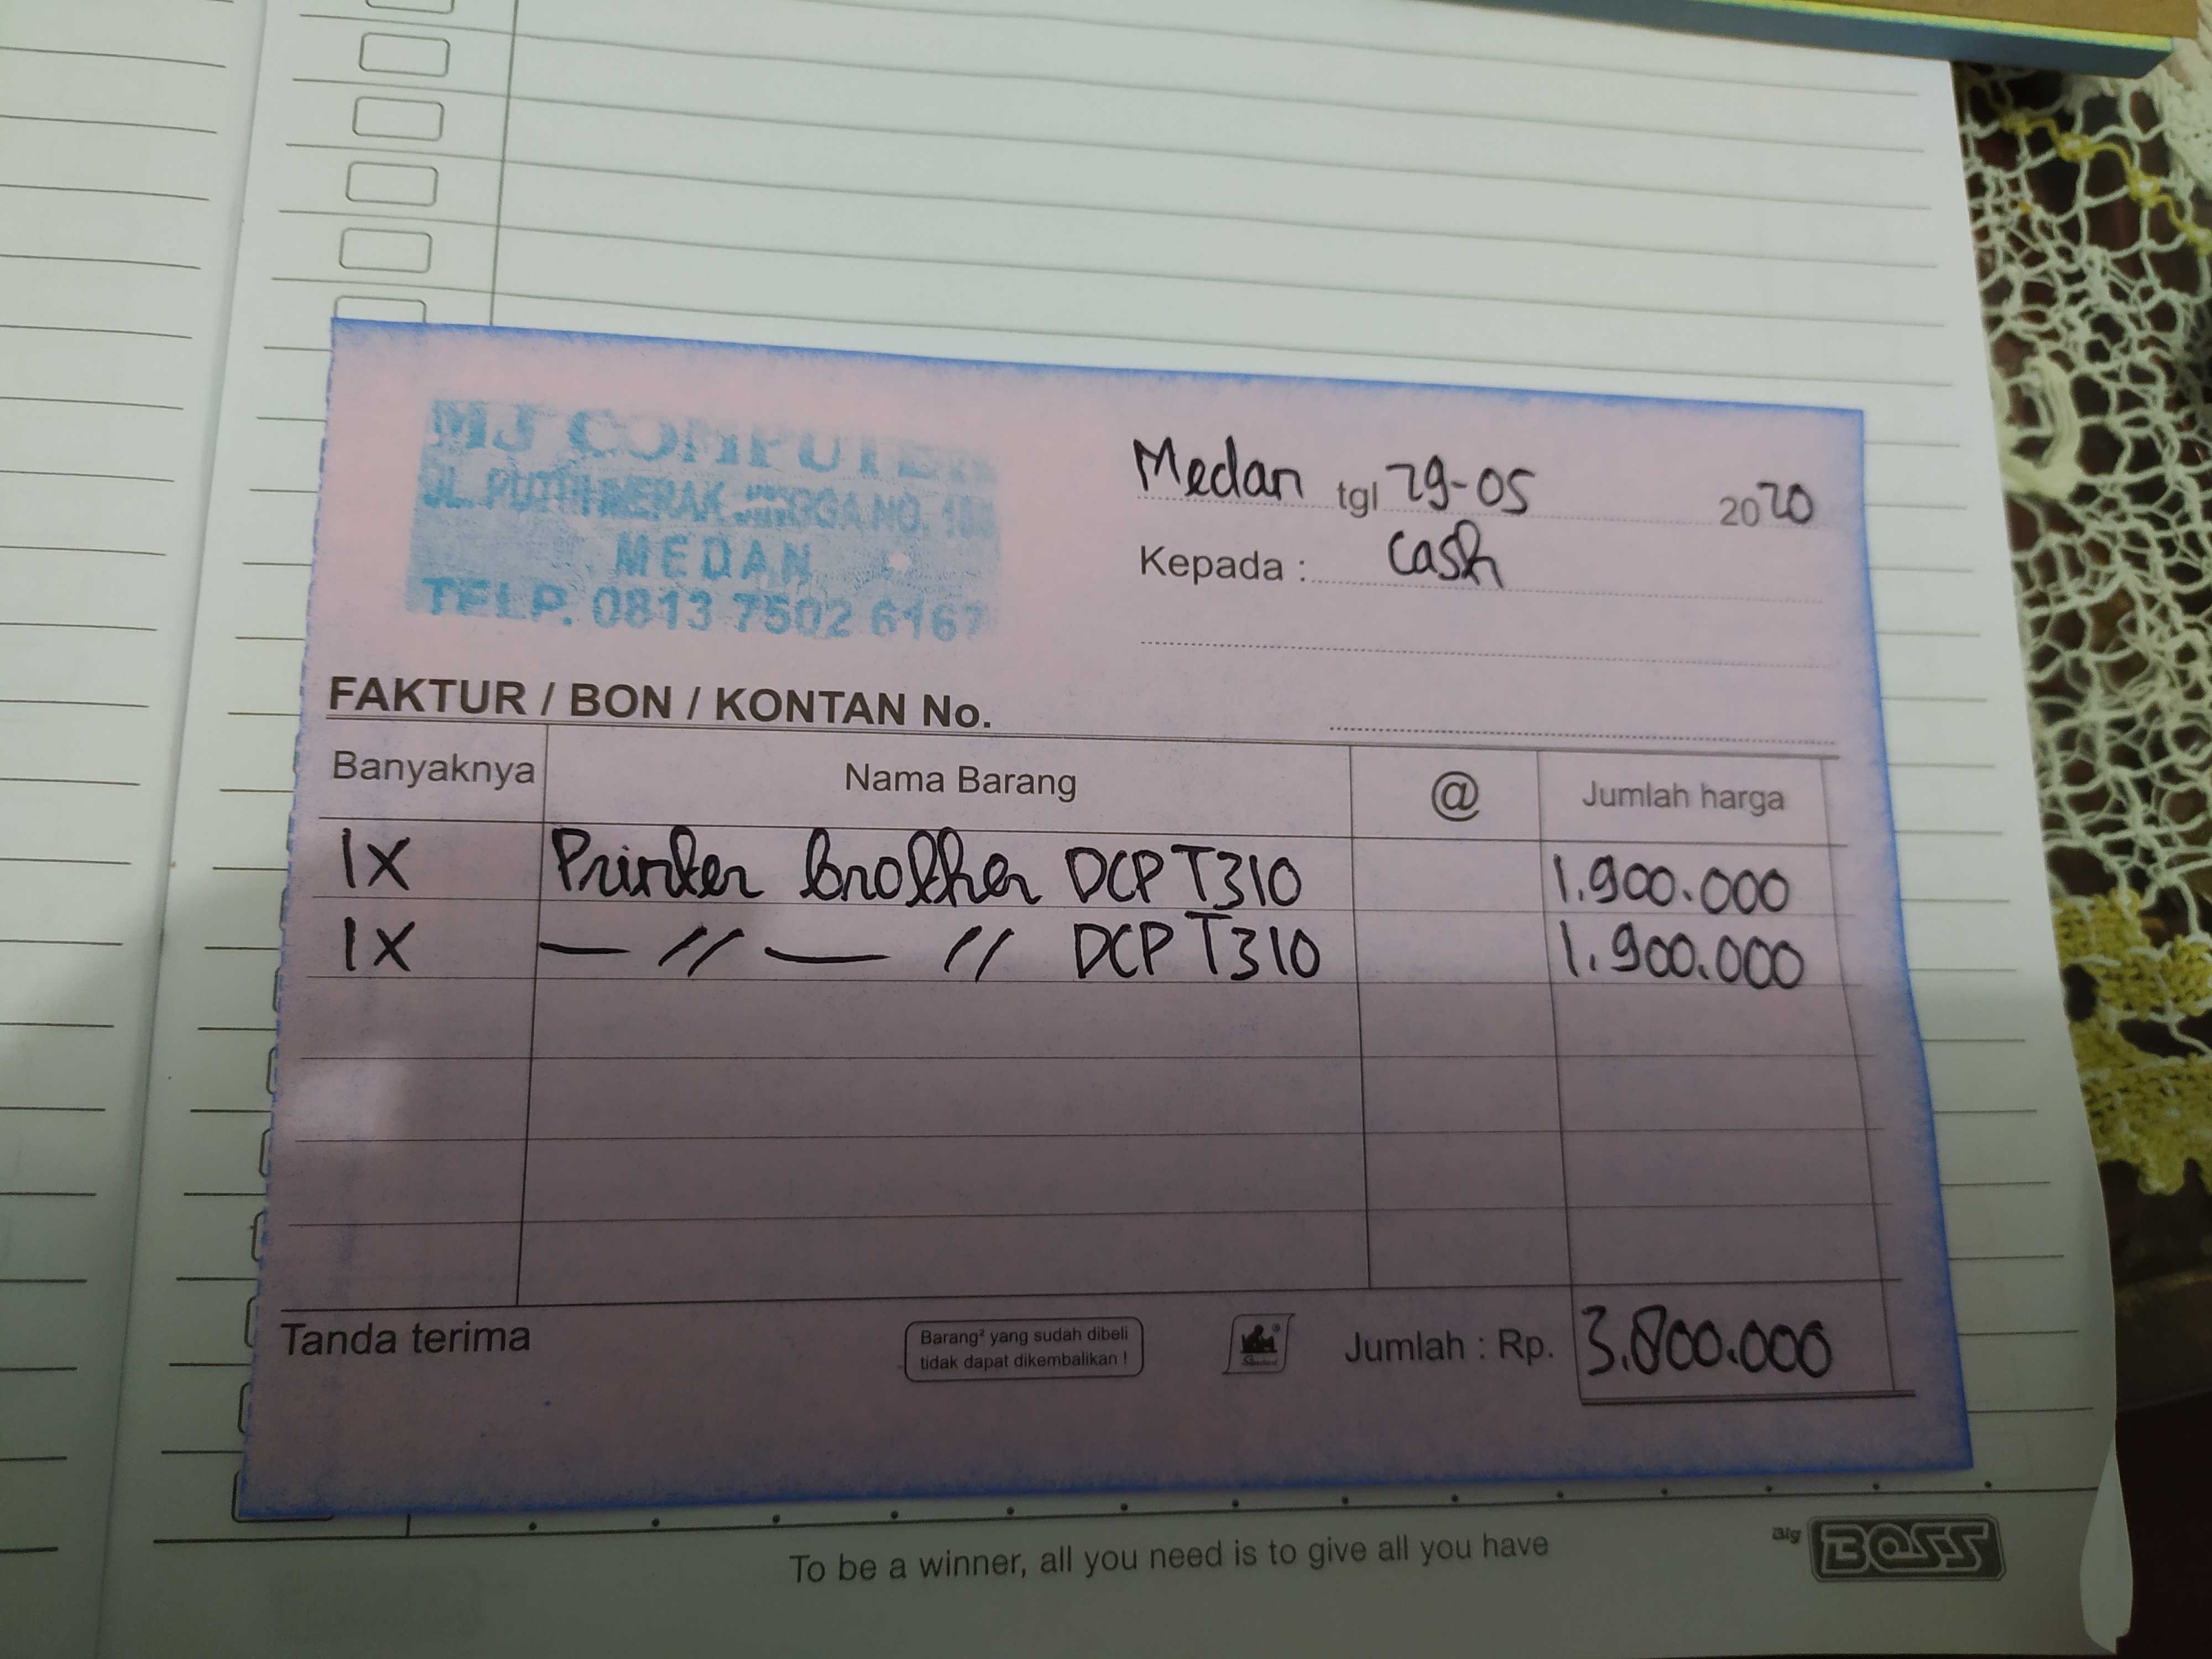 MJ COMPUTER
JL. PUTRI MERAK JINGGA NO.
MEDAN
TELP. 0813 7502 6167
Medan tgl 29-05 2020
Kepada : Cash
FAKTUR / BON / KONTAN No.
Banyaknya Nama Barang @ Jumlah harga
1X Printer brother DCP T310 1.900.000
1X — // — // DCP T310 1.900.000
Tanda terima
Barang² yang sudah dibeli
tidak dapat dikembalikan !
Jumlah : Rp. 3.800.000
To be a winner, all you need is to give all you have
Big BOSS